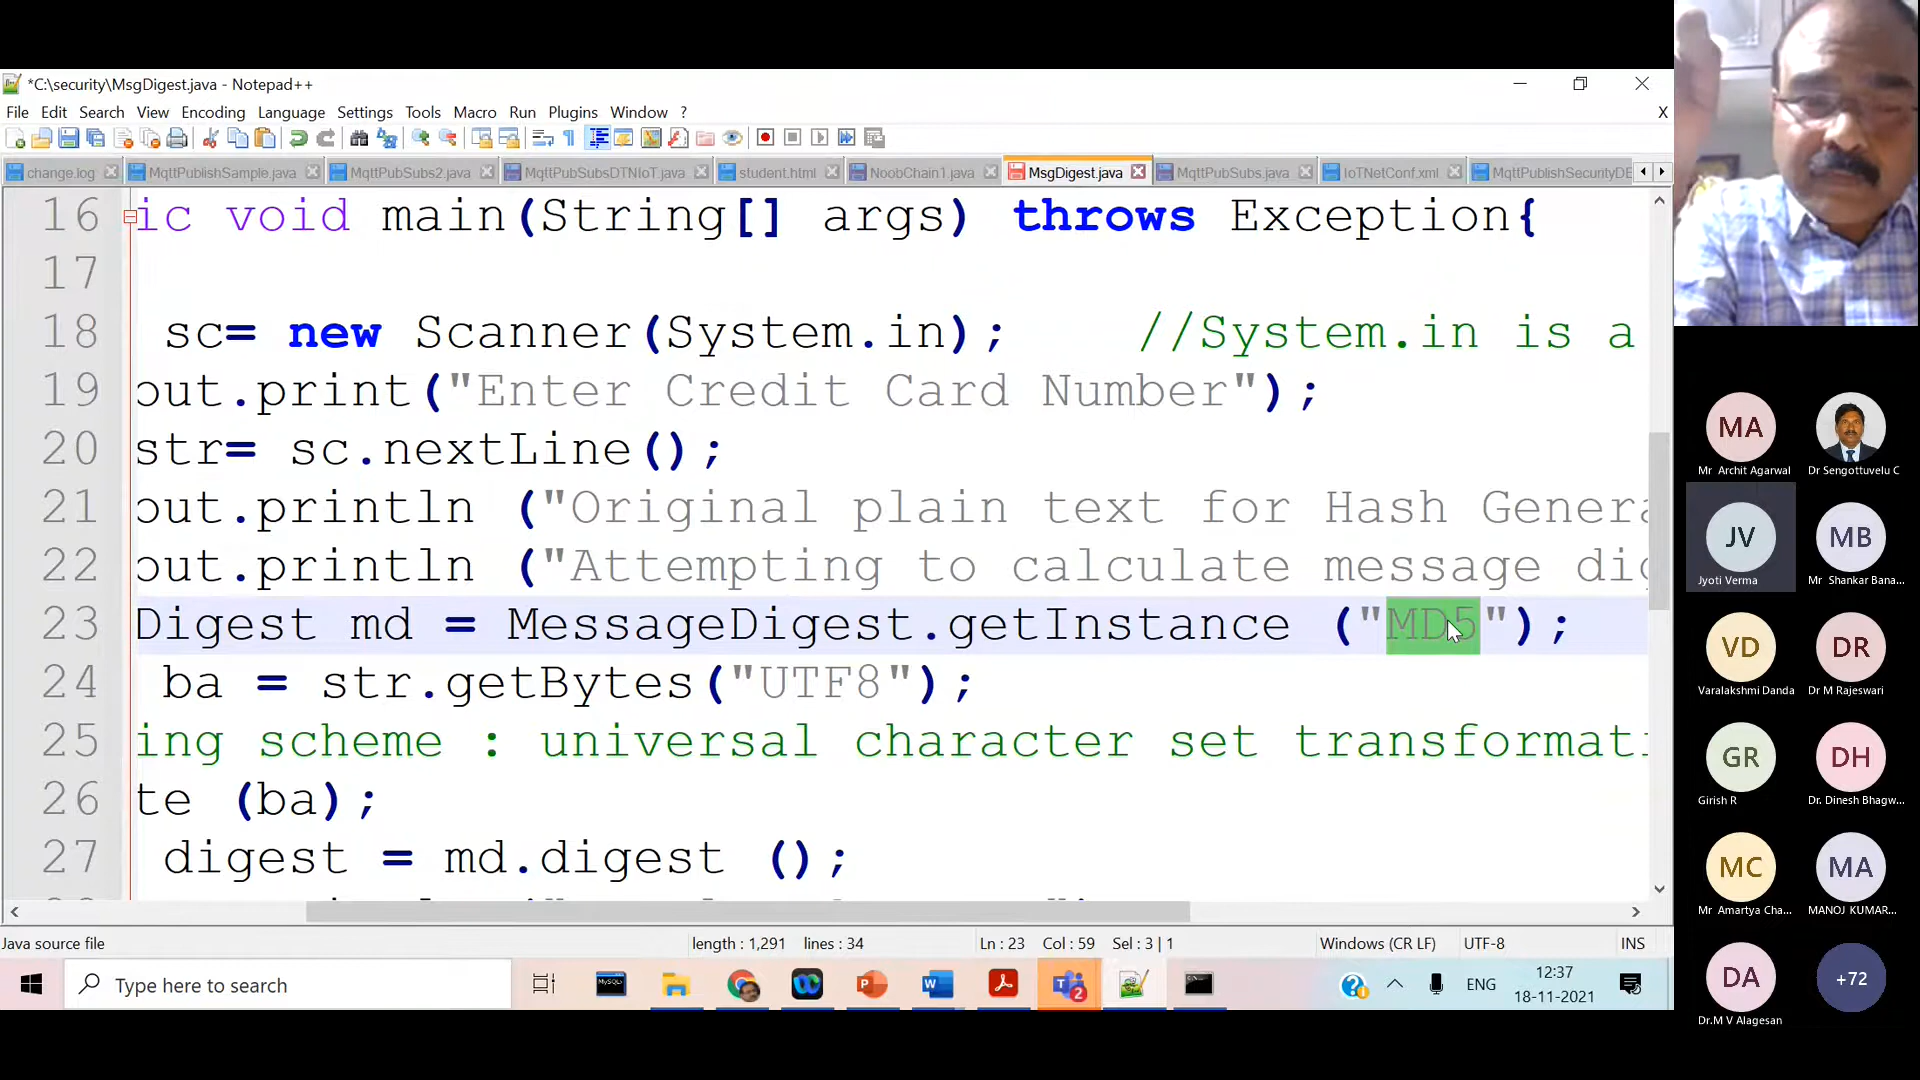 *C:\security\MsgDigest.java - Notepad++
File Edit Search View Encoding Language Settings Tools Macro Run Plugins Window ?
X
change.log MqttPublishSample.java MqttPubSubs2.java MqttPubSubsDTNIoT.java student.html NoobChain1.java MsgDigest.java MqttPubSubs.java IoTNetConf.xml MqttPublishSecurityDE
16 ic void main(String[] args) throws Exception{
17
18 sc= new Scanner(System.in); //System.in is a
19 out.print("Enter Credit Card Number");
20 str= sc.nextLine();
21 out.println ("Original plain text for Hash Genera
22 out.println ("Attempting to calculate message dig
23 Digest md = MessageDigest.getInstance ("MD5");
24 ba = str.getBytes("UTF8");
25 ing scheme : universal character set transformati
26 te (ba);
27 digest = md.digest ();
Java source file length : 1,291 lines : 34 Ln : 23 Col : 59 Sel : 3 | 1 Windows (CR LF) UTF-8 INS
Type here to search
MySQL
2
ENG
12:37
18-11-2021
MA
Mr Archit Agarwal
Dr Sengottuvelu C
JV
Jyoti Verma
MB
Mr Shankar Bana...
VD
Varalakshmi Danda
DR
Dr M Rajeswari
GR
Girish R
DH
Dr. Dinesh Bhagw...
MC
Mr Amartya Cha...
MA
MANOJ KUMAR...
DA
Dr.M V Alagesan
+72